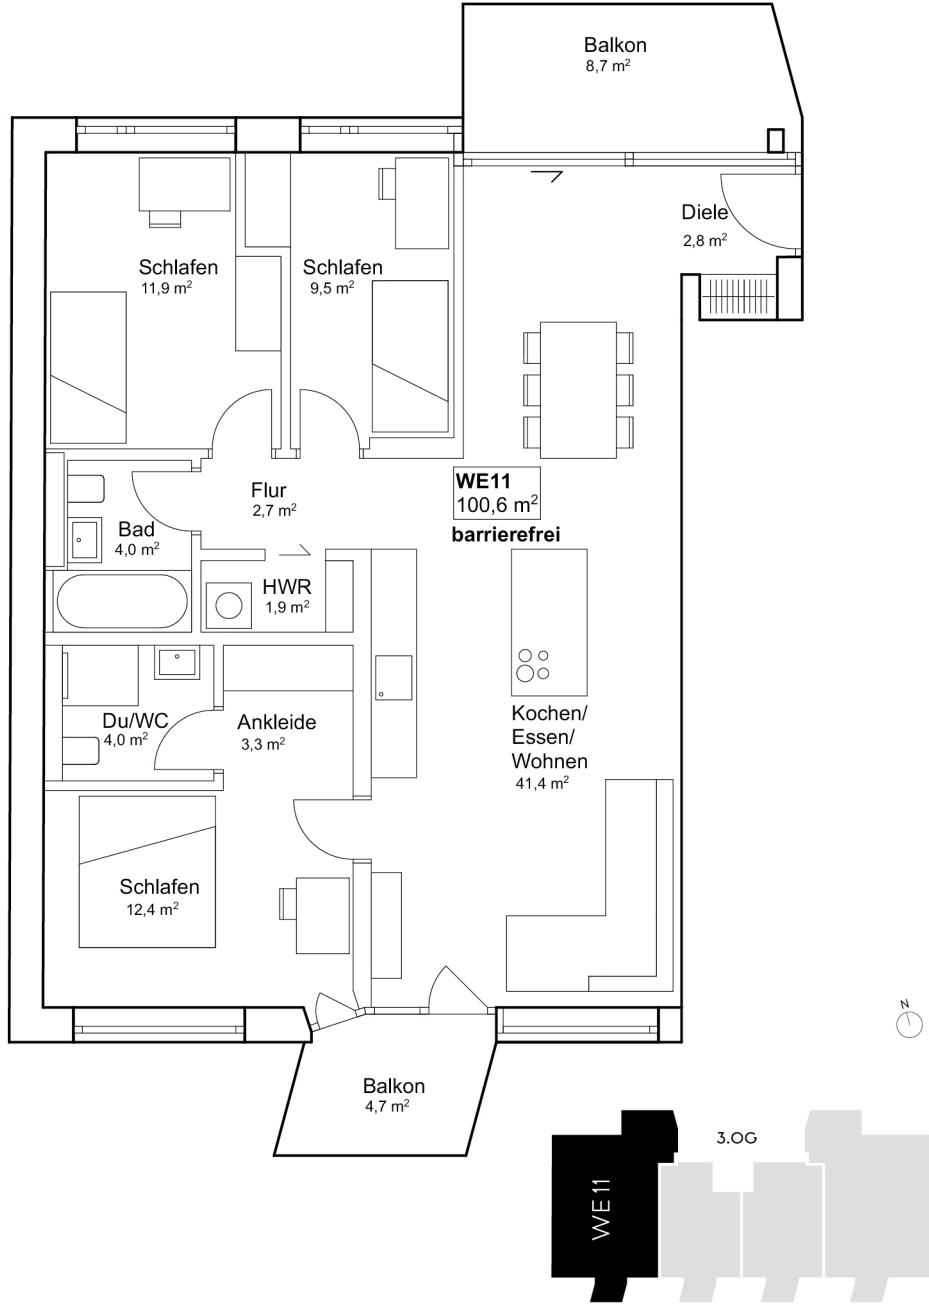 Balkon
8,7 m²
Diele
2,8 m²
Schlafen
11,9 m²
Schlafen
9,5 m²
WE11
100,6 m²
barrierefrei
Flur
2,7 m²
Bad
4,0 m²
HWR
1,9 m²
Du/WC
4,0 m²
Ankleide
3,3 m²
Kochen/
Essen/
Wohnen
41,4 m²
Schlafen
12,4 m²
N
Balkon
4,7 m²
3.OG
WE11